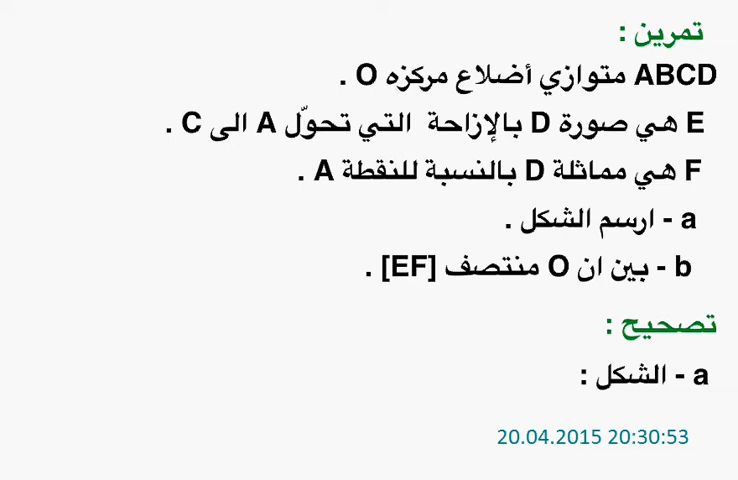 تمرين :
ABCD متوازي أضلاع مركزه O .
E هي صورة D بالإزاحة التي تحوّل A الى C .
F هي مماثلة D بالنسبة للنقطة A .
a - ارسم الشكل .
b - بين ان O منتصف [EF] .
تصحيح :
a - الشكل :
20.04.2015 20:30:53